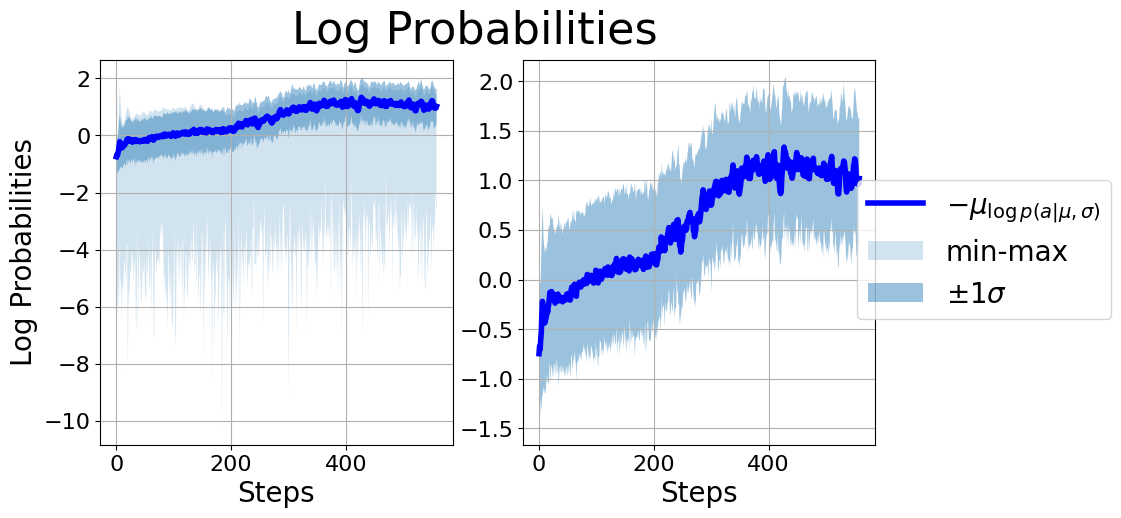 Log Probabilities
Log Probabilities
2
0
−2
−4
−6
−8
−10
0 200 400
Steps
2.0
1.5
1.0
0.5
0.0
−0.5
−1.0
−1.5
0 200 400
Steps
−μ_{log p(a|μ, σ)}
min-max
±1σ